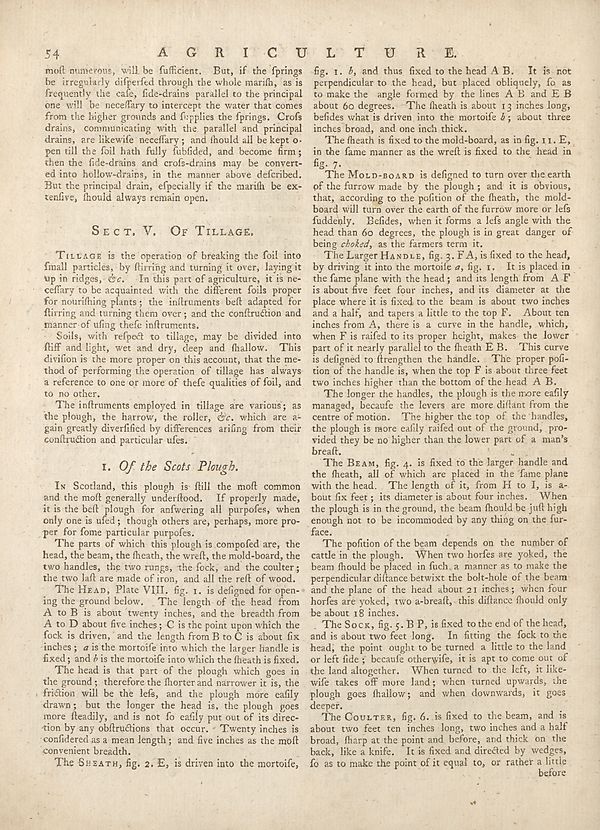 54
A G R I C U L T U R E.
moſt numerous, will be ſufficient. But, if the ſprings
be irregularly diſperſed through the whole mariſh, as is
frequently the caſe, ſide-drains parallel to the principal
one will be neceſſary to intercept the water that comes
from the higher grounds and ſupplies the ſprings. Croſs
drains, communicating with the parallel and principal
drains, are likewiſe neceſſary; and ſhould all be kept o-
pen till the ſoil hath fully ſubſided, and become firm;
then the ſide-drains and croſs-drains may be convert-
ed into hollow-drains, in the manner above deſcribed.
But the principal drain, eſpecially if the mariſh be ex-
tenſive, ſhould always remain open.
SECT. V. OF TILLAGE.
TILLAGE is the operation of breaking the ſoil into
ſmall particles, by ſtirring and turning it over, laying it
up in ridges, &c. In this part of agriculture, it is ne-
ceſſary to be acquainted with the different ſoils proper
for nouriſhing plants; the inſtruments beſt adapted for
ſtirring and turning them over; and the conſtruction and
manner of uſing theſe inſtruments.
Soils, with reſpect to tillage, may be divided into
ſtiff and light, wet and dry, deep and ſhallow. This
diviſion is the more proper on this account, that the me-
thod of performing the operation of tillage has always
a reference to one or more of theſe qualities of ſoil, and
to no other.
The inſtruments employed in tillage are various; as
the plough, the harrow, the roller, &c. which are a-
gain greatly diverſified by differences ariſing from their
conſtruction and particular uſes.
1. Of the Scots Plough.
IN Scotland, this plough is ſtill the moſt common
and the moſt generally underſtood. If properly made,
it is the beſt plough for anſwering all purpoſes, when
only one is uſed; though others are, perhaps, more pro-
per for ſome particular purpoſes.
The parts of which this plough is compoſed are, the
head, the beam, the ſheath, the wreſt, the mold-board, the
two handles, the two rungs, the ſock, and the coulter;
the two laſt are made of iron, and all the reſt of wood.
The HEAD, Plate VIII. fig. 1. is deſigned for open-
ing the ground below. The length of the head from
A to B is about twenty inches, and the breadth from
A to D about five inches; C is the point upon which the
ſock is driven, and the length from B to C is about ſix
inches; a is the mortoiſe into which the larger handle is
fixed; and b is the mortoiſe into which the ſheath is fixed.
The head is that part of the plough which goes in
the ground; therefore the ſhorter and narrower it is, the
friction will be the leſs, and the plough more eaſily
drawn; but the longer the head is, the plough goes
more ſteadily, and is not ſo eaſily put out of its direc-
tion by any obſtructions that occur. Twenty inches is
conſidered as a mean length; and five inches as the moſt
convenient breadth.
The SHEATH, fig. 2. E, is driven into the mortoiſe,
fig. 1. b, and thus fixed to the head A B. It is not
perpendicular to the head, but placed obliquely, ſo as
to make the angle formed by the lines A B and E B
about 60 degrees. The ſheath is about 13 inches long,
beſides what is driven into the mortoiſe b; about three
inches broad, and one inch thick.
The ſheath is fixed to the mold-board, as in fig. 11. E,
in the ſame manner as the wreſt is fixed to the head in
fig. 7.
The MOLD-BOARD is deſigned to turn over the earth
of the furrow made by the plough; and it is obvious,
that, according to the poſition of the ſheath, the mold-
board will turn over the earth of the furrow more or leſs
ſuddenly. Beſides, when it forms a leſs angle with the
head than 60 degrees, the plough is in great danger of
being choked, as the farmers term it.
The Larger HANDLE, fig. 3. F A, is fixed to the head,
by driving it into the mortoiſe a, fig. 1. It is placed in
the ſame plane with the head; and its length from A F
is about five feet four inches, and its diameter at the
place where it is fixed to the beam is about two inches
and a half, and tapers a little to the top F. About ten
inches from A, there is a curve in the handle, which,
when F is raiſed to its proper height, makes the lower
part of it nearly parallel to the ſheath E B. This curve
is deſigned to ſtrengthen the handle. The proper poſi-
tion of the handle is, when the top F is about three feet
two inches higher than the bottom of the head A B.
The longer the handles, the plough is the more eaſily
managed, becauſe the levers are more diſtant from the
centre of motion. The higher the top of the handles,
the plough is more eaſily raiſed out of the ground, pro-
vided they be no higher than the lower part of a man's
breaſt.
The BEAM, fig. 4. is fixed to the larger handle and
the ſheath, all of which are placed in the ſame plane
with the head. The length of it, from H to I, is a-
bout ſix feet; its diameter is about four inches. When
the plough is in the ground, the beam ſhould be juſt high
enough not to be incommoded by any thing on the ſur-
face.
The poſition of the beam depends on the number of
cattle in the plough. When two horſes are yoked, the
beam ſhould be placed in ſuch a manner as to make the
perpendicular diſtance betwixt the bolt-hole of the beam
and the plane of the head about 21 inches; when four
horſes are yoked, two a-breaſt, this diſtance ſhould only
be about 18 inches.
The SOCK, fig. 5. B P, is fixed to the end of the head,
and is about two feet long. In fitting the ſock to the
head, the point ought to be turned a little to the land
or left ſide; becauſe otherwiſe, it is apt to come out of
the land altogether. When turned to the left, it like-
wiſe takes off more land; when turned upwards, the
plough goes ſhallow; and when downwards, it goes
deeper.
The COULTER, fig. 6. is fixed to the beam, and is
about two feet ten inches long, two inches and a half
broad, ſharp at the point and before, and thick on the
back, like a knife. It is fixed and directed by wedges,
ſo as to make the point of it equal to, or rather a little
before